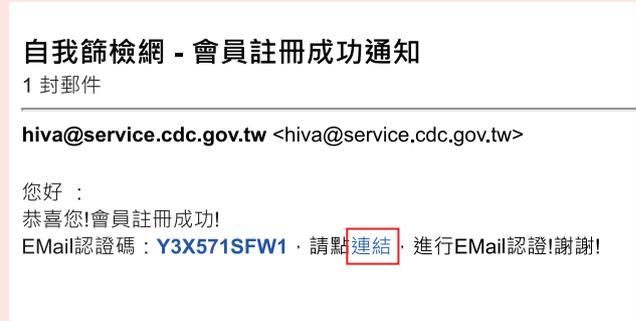 自我篩檢網 - 會員註冊成功通知
1 封郵件
hiva@service.cdc.gov.tw <hiva@service.cdc.gov.tw>
您好 ：
恭喜您!會員註冊成功!
EMail認證碼：Y3X571SFW1，請點連結，進行EMail認證!謝謝!